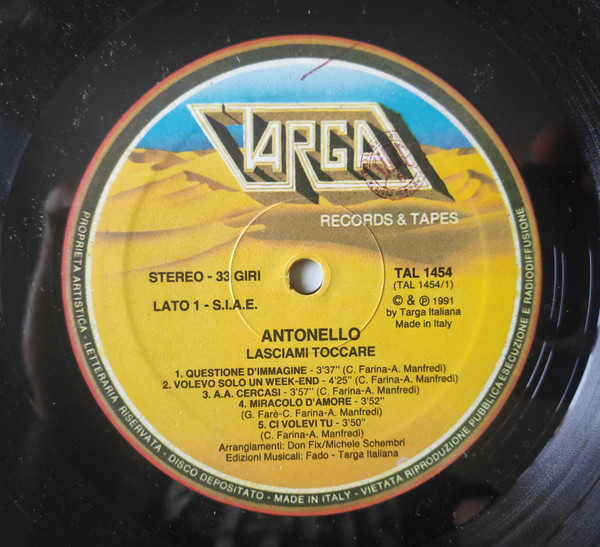 TARGA
RECORDS & TAPES
STEREO - 33 GIRI
TAL 1454
(TAL 1454/1)
LATO 1 - S.I.A.E.
© & ℗ 1991
by Targa Italiana
Made in Italy
ANTONELLO
LASCIAMI TOCCARE
1. QUESTIONE D'IMMAGINE - 3'37" (C. Farina-A. Manfredi)
2. VOLEVO SOLO UN WEEK-END - 4'25" (C. Farina-A. Manfredi)
3. A.A. CERCASI - 3'57" (C. Farina-A. Manfredi)
4. MIRACOLO D'AMORE - 3'52"
(G. Farè-C. Farina-A. Manfredi)
5. CI VOLEVI TU - 3'50"
(C. Farina-A. Manfredi)
Arrangiamenti: Don Fix/Michele Schembri
Edizioni Musicali: Fado - Targa Italiana
PROPRIETA ARTISTICA - LETTERARIA RISERVATA - DISCO DEPOSITATO - MADE IN ITALY - VIETATA RIPRODUZIONE PUBBLICA ESECUZIONE E RADIODIFFUSIONE